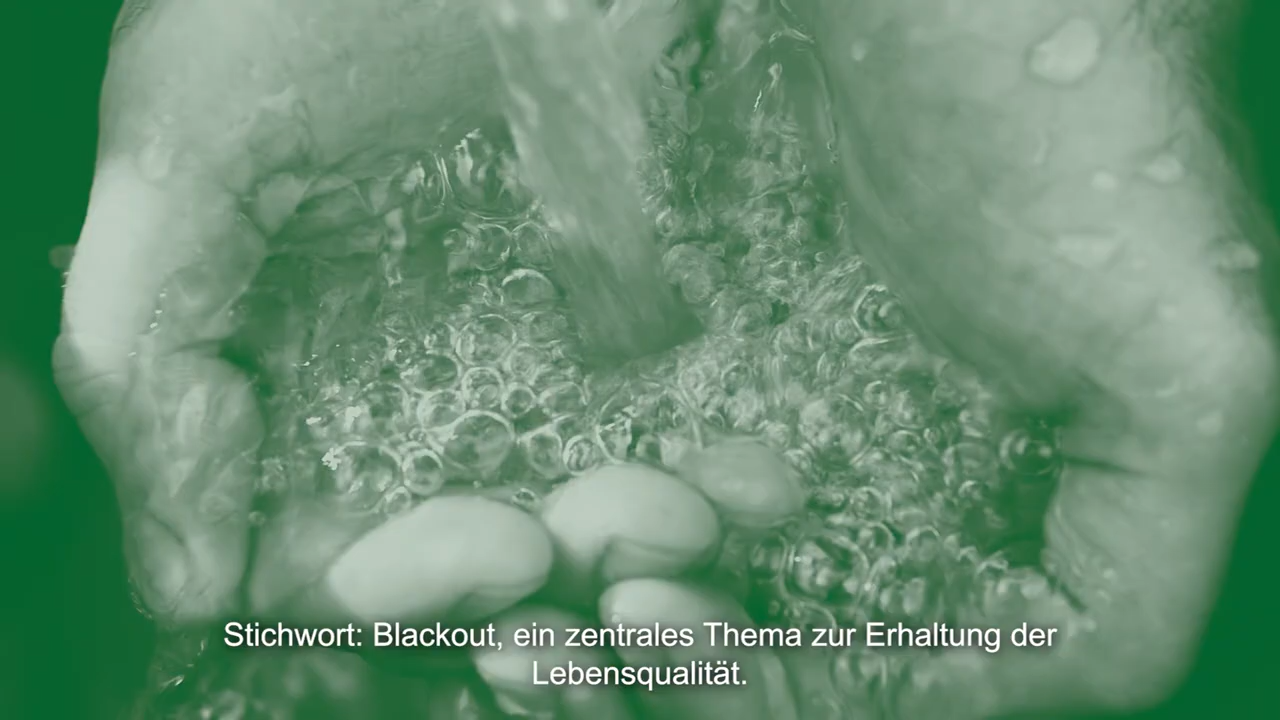 Stichwort: Blackout, ein zentrales Thema zur Erhaltung der
Lebensqualität.